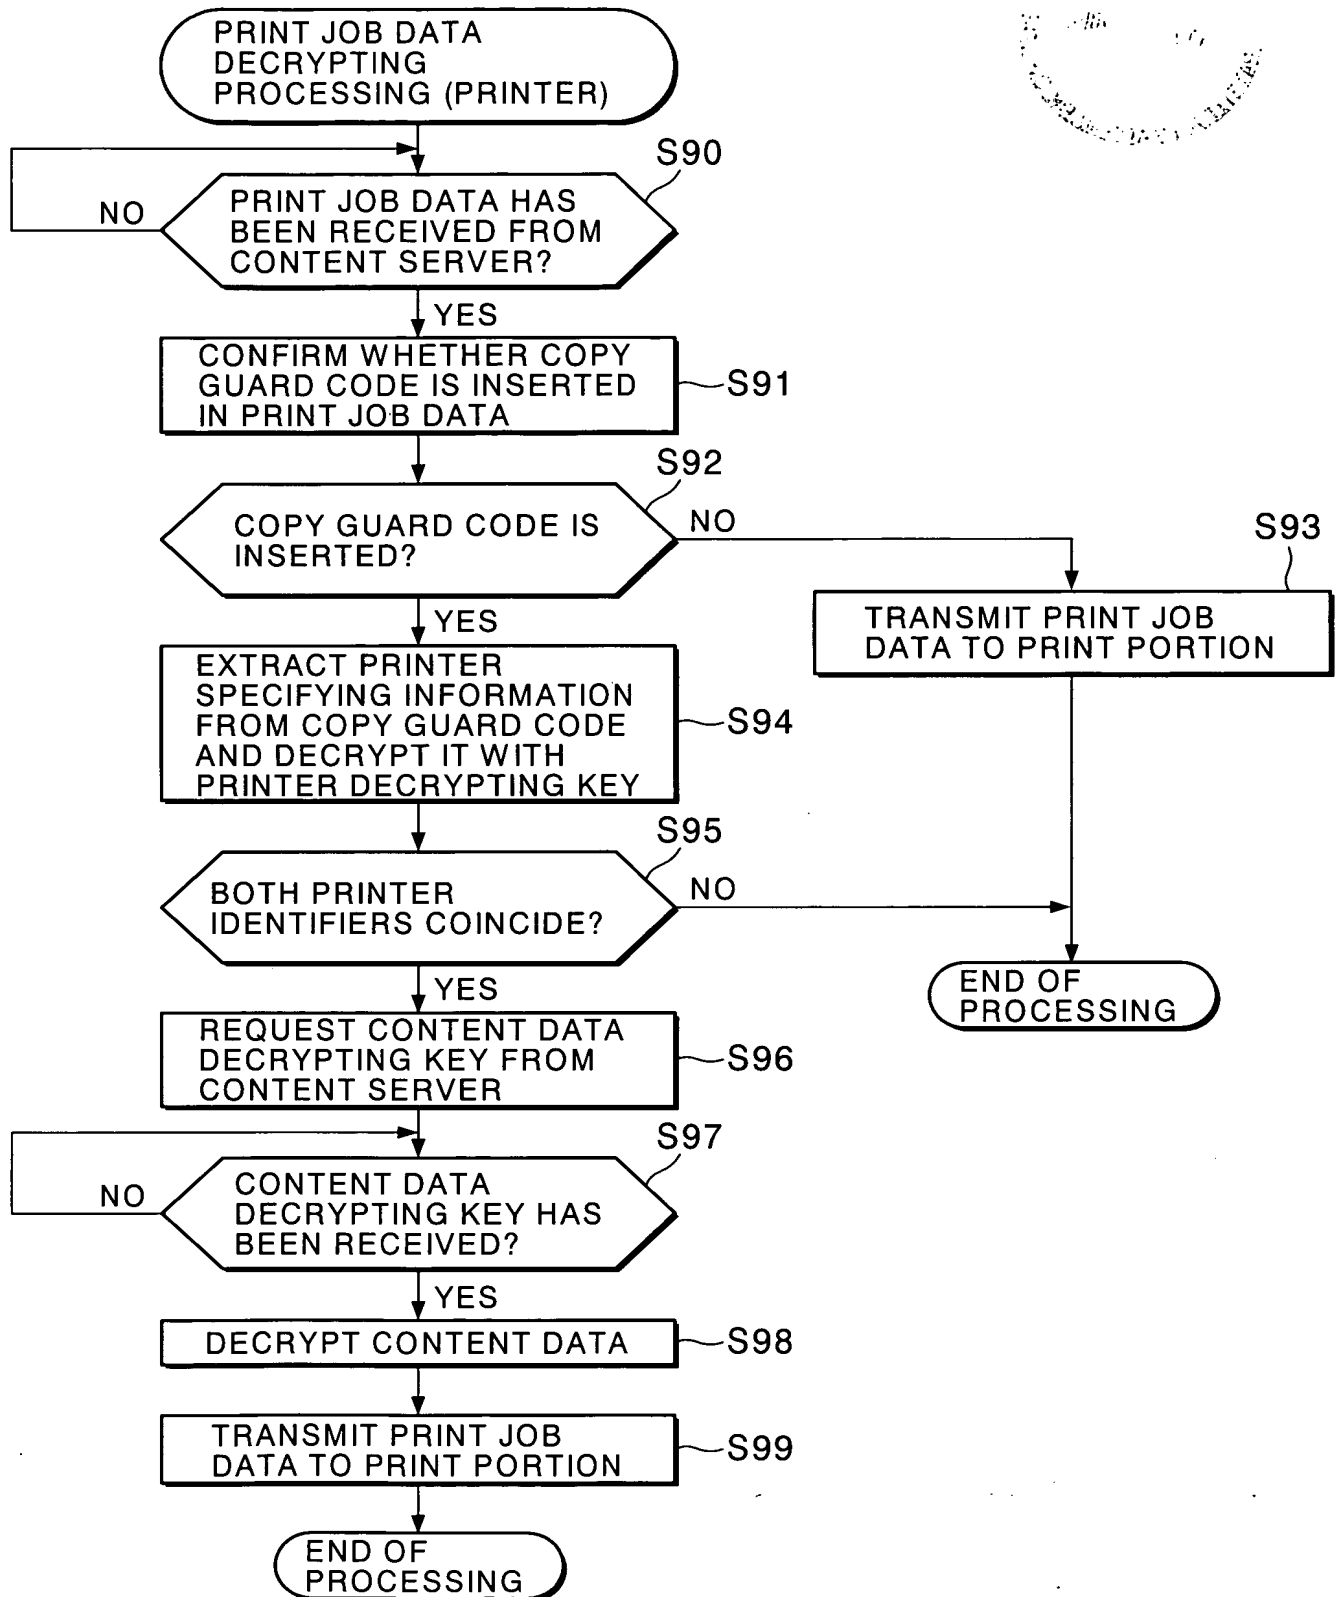 PRINT JOB DATA
DECRYPTING
PROCESSING (PRINTER)
S90
PRINT JOB DATA HAS
BEEN RECEIVED FROM
CONTENT SERVER?
NO
YES
CONFIRM WHETHER COPY
GUARD CODE IS INSERTED
IN PRINT JOB DATA
S91
S92
COPY GUARD CODE IS
INSERTED?
NO
S93
TRANSMIT PRINT JOB
DATA TO PRINT PORTION
YES
EXTRACT PRINTER
SPECIFYING INFORMATION
FROM COPY GUARD CODE
AND DECRYPT IT WITH
PRINTER DECRYPTING KEY
S94
S95
BOTH PRINTER
IDENTIFIERS COINCIDE?
NO
END OF
PROCESSING
YES
REQUEST CONTENT DATA
DECRYPTING KEY FROM
CONTENT SERVER
S96
S97
CONTENT DATA
DECRYPTING KEY HAS
BEEN RECEIVED?
NO
YES
DECRYPT CONTENT DATA
S98
TRANSMIT PRINT JOB
DATA TO PRINT PORTION
S99
END OF
PROCESSING